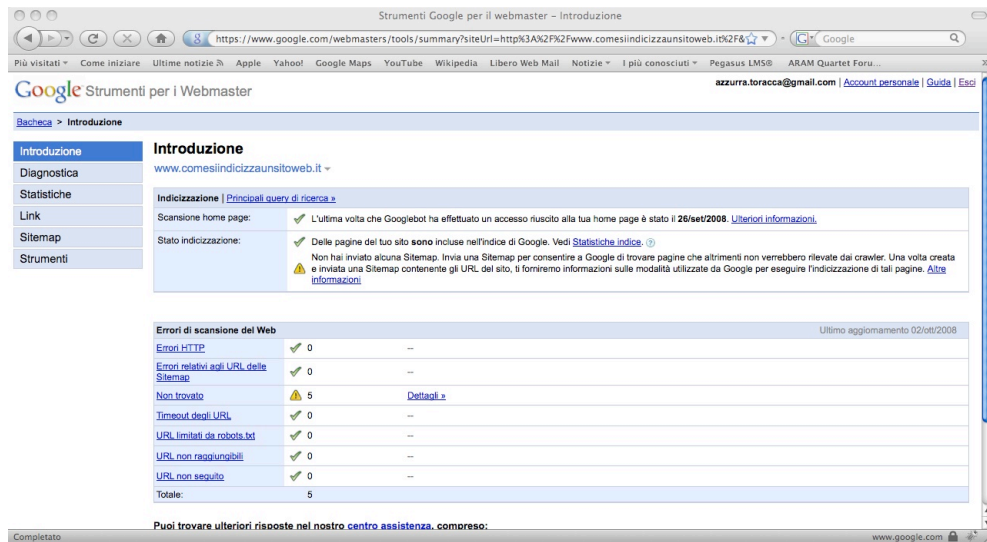 Strumenti Google per il webmaster – Introduzione
https://www.google.com/webmasters/tools/summary?siteUrl=http%3A%2F%2Fwww.comesiindicizzaunsitoweb.it%2F&
Google
Più visitati Come iniziare Ultime notizie Apple Yahoo! Google Maps YouTube Wikipedia Libero Web Mail Notizie I più conosciuti Pegasus LMS® ARAM Quartet Foru...
azzurra.toracca@gmail.com | Account personale | Guida | Esci
Google Strumenti per i Webmaster
Bacheca > Introduzione
Introduzione
Diagnostica
Statistiche
Link
Sitemap
Strumenti
Introduzione
www.comesiindicizzaunsitoweb.it
Indicizzazione | Principali query di ricerca »
Scansione home page: L'ultima volta che Googlebot ha effettuato un accesso riuscito alla tua home page è stato il 26/set/2008. Ulteriori informazioni.
Stato indicizzazione: Delle pagine del tuo sito sono incluse nell'indice di Google. Vedi Statistiche indice. ?
Non hai inviato alcuna Sitemap. Invia una Sitemap per consentire a Google di trovare pagine che altrimenti non verrebbero rilevate dai crawler. Una volta creata
e inviata una Sitemap contenente gli URL del sito, ti forniremo informazioni sulle modalità utilizzate da Google per eseguire l'indicizzazione di tali pagine. Altre
informazioni
Errori di scansione del Web Ultimo aggiornamento 02/ott/2008
Errori HTTP 0 --
Errori relativi agli URL delle
Sitemap 0 --
Non trovato 5 Dettagli »
Timeout degli URL 0 --
URL limitati da robots.txt 0 --
URL non raggiungibili 0 --
URL non seguito 0 --
Totale: 5
Puoi trovare ulteriori risposte nel nostro centro assistenza, compreso:
Completato www.google.com